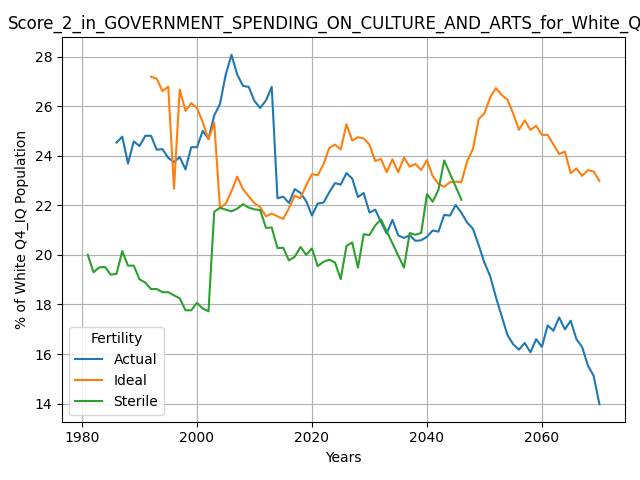 Score_2_in_GOVERNMENT_SPENDING_ON_CULTURE_AND_ARTS_for_White_Q
% of White Q4_IQ Population
28
26
24
22
20
18
16
14
Fertility
Actual
Ideal
Sterile
1980 2000 2020 2040 2060
Years